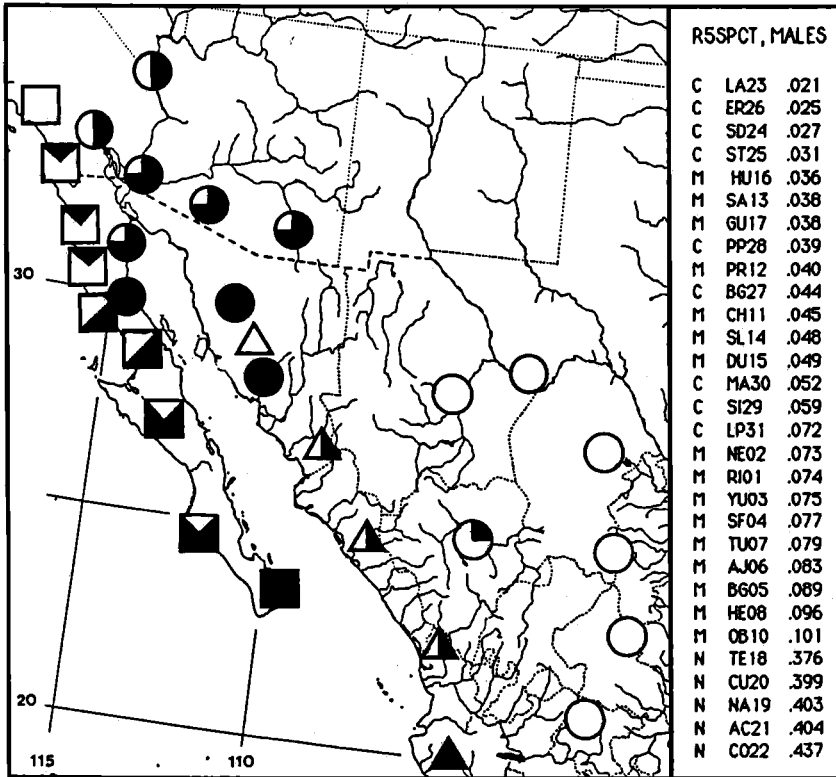 R5SPCT, MALES
C LA23 .021
C ER26 .025
C SD24 .027
C ST25 .031
M HU16 .036
M SA13 .038
M GU17 .038
C PP28 .039
M PR12 .040
C BG27 .044
M CH11 .045
M SL14 .048
M DU15 .049
C MA30 .052
C SI29 .059
C LP31 .072
M NE02 .073
M RI01 .074
M YU03 .075
M SF04 .077
M TU07 .079
M AJ06 .083
M BG05 .089
M HE08 .096
M OB10 .101
N TE18 .376
N CU20 .399
N NA19 .403
N AC21 .404
N CO22 .437
30
20
115
110